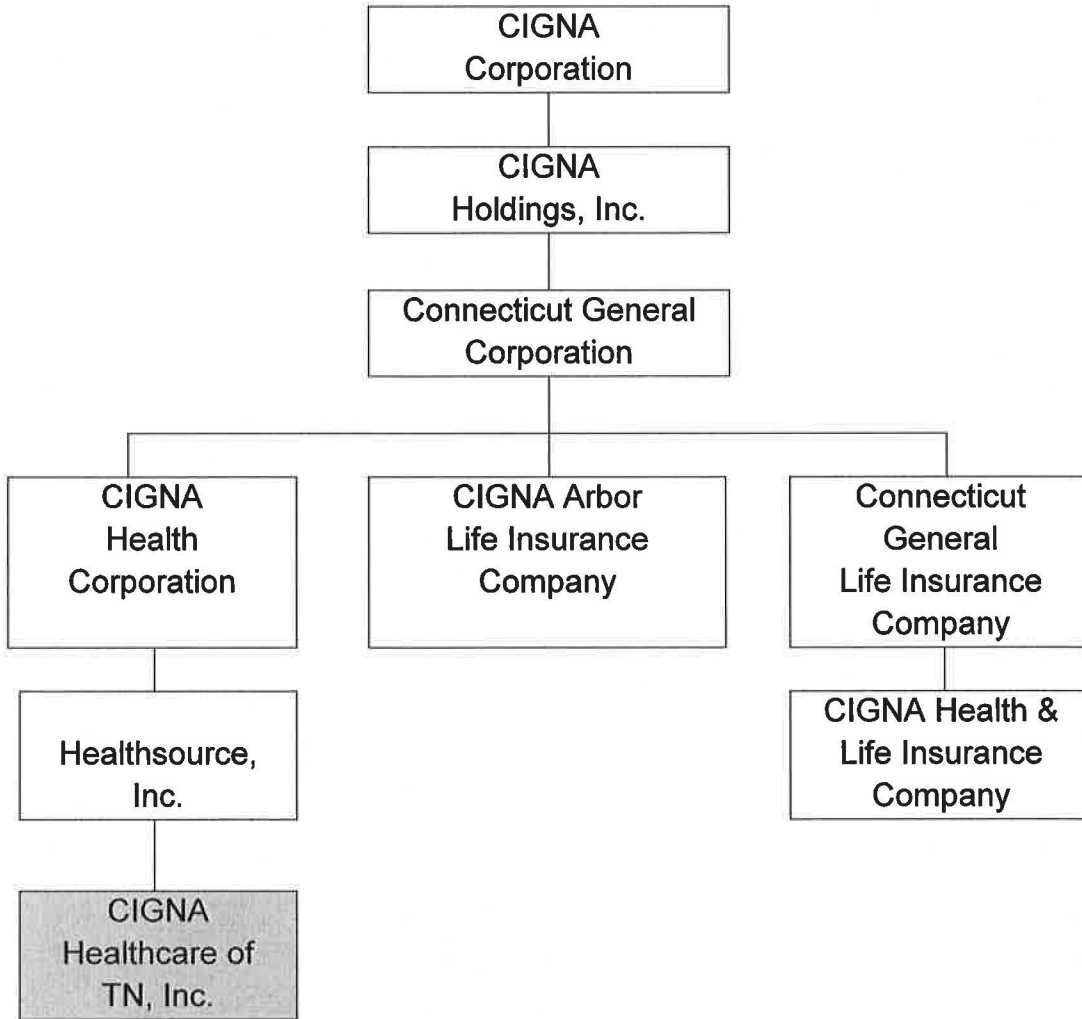 CIGNA
Corporation
CIGNA
Holdings, Inc.
Connecticut General
Corporation
CIGNA
Health
Corporation
CIGNA Arbor
Life Insurance
Company
Connecticut
General
Life Insurance
Company
Healthsource,
Inc.
CIGNA Health &
Life Insurance
Company
CIGNA
Healthcare of
TN, Inc.